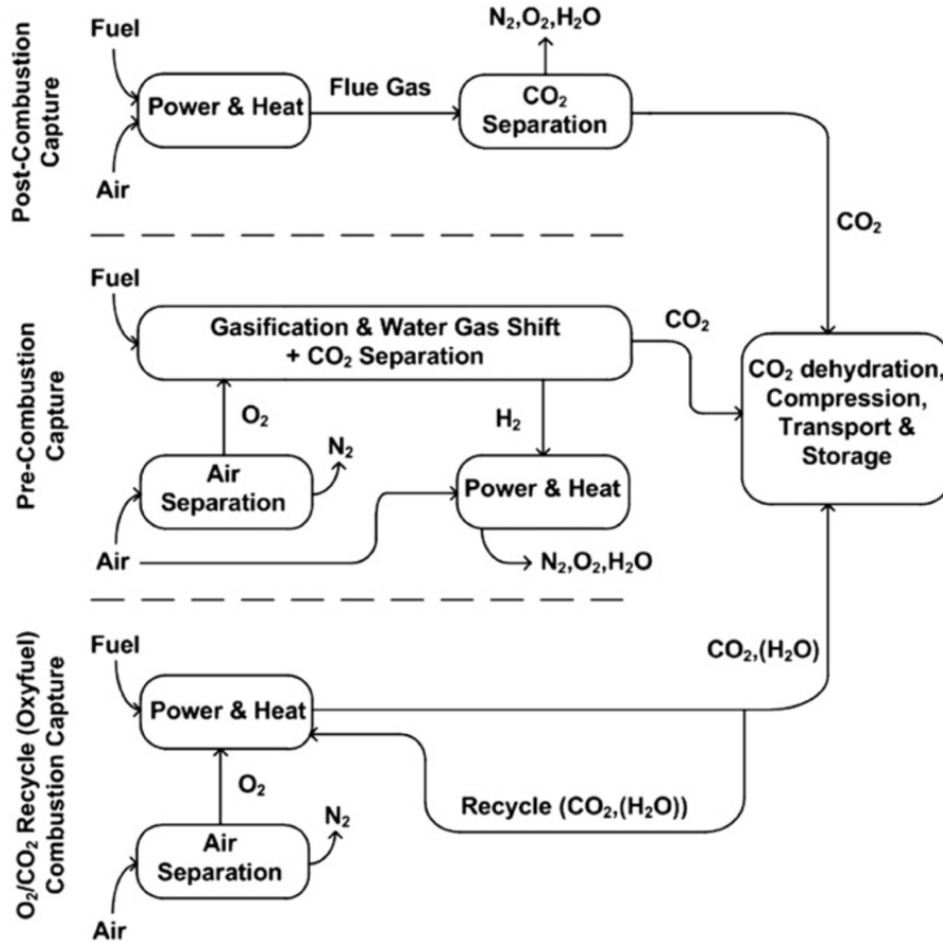 Post-Combustion
Capture
Fuel
Air
Power & Heat
Flue Gas
N₂,O₂,H₂O
CO₂
Separation
CO₂
Pre-Combustion
Capture
Fuel
Gasification & Water Gas Shift
+ CO₂ Separation
CO₂
O₂
H₂
N₂
Air
Separation
Air
Power & Heat
N₂,O₂,H₂O
CO₂ dehydration,
Compression,
Transport &
Storage
O₂/CO₂ Recycle (Oxyfuel)
Combustion Capture
Fuel
Power & Heat
CO₂,(H₂O)
Recycle (CO₂,(H₂O))
O₂
N₂
Air
Separation
Air